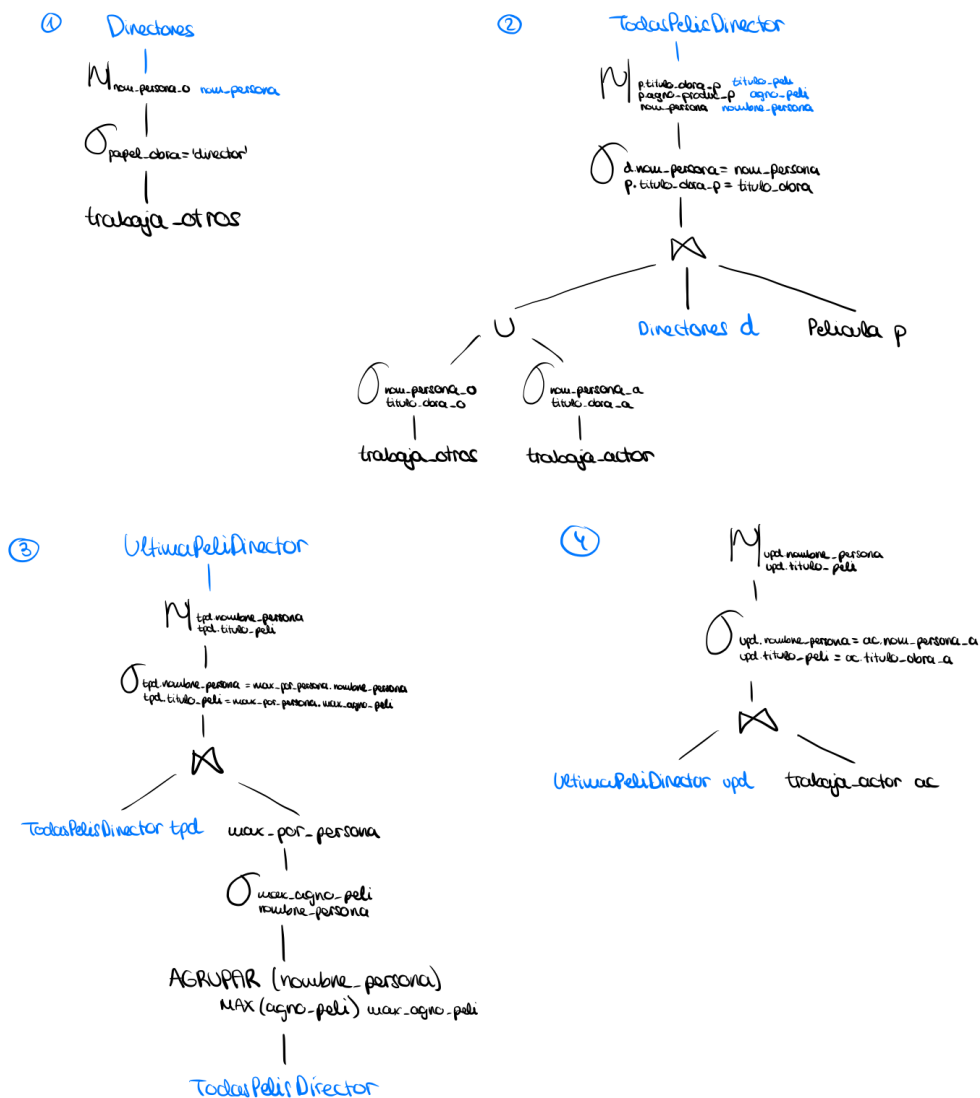 ①
Directores
Π nom_persona_o nom_persona
σ papel_obra='director'
trabaja_otros
②
TodasPelisDirector
Π p.titulo_obra_p titulo_peli
p.agno_produc_p agno_peli
nom_persona nombre_persona
σ d.nom_persona = nom_persona
p.titulo_obra_p = titulo_obra
⋈
∪
Directores d
Pelicula p
σ nom_persona_o
titulo_obra_o
σ nom_persona_a
titulo_obra_a
trabaja_otros
trabaja_actor
③
UltimaPeliDirector
Π tpd.nombre_persona
tpd.titulo_peli
σ tpd.nombre_persona = max_por_persona.nombre_persona
tpd.titulo_peli = max_por_persona.max_agno_peli
⋈
TodasPelisDirector tpd
max_por_persona
σ max_agno_peli
nombre_persona
AGRUPAR (nombre_persona)
MAX (agno_peli) max_agno_peli
TodasPelisDirector
④
Π upd.nombre_persona
upd.titulo_peli
σ upd.nombre_persona = ac.nom_persona_a
upd.titulo_peli = ac.titulo_obra_a
⋈
UltimaPeliDirector upd
trabaja_actor ac